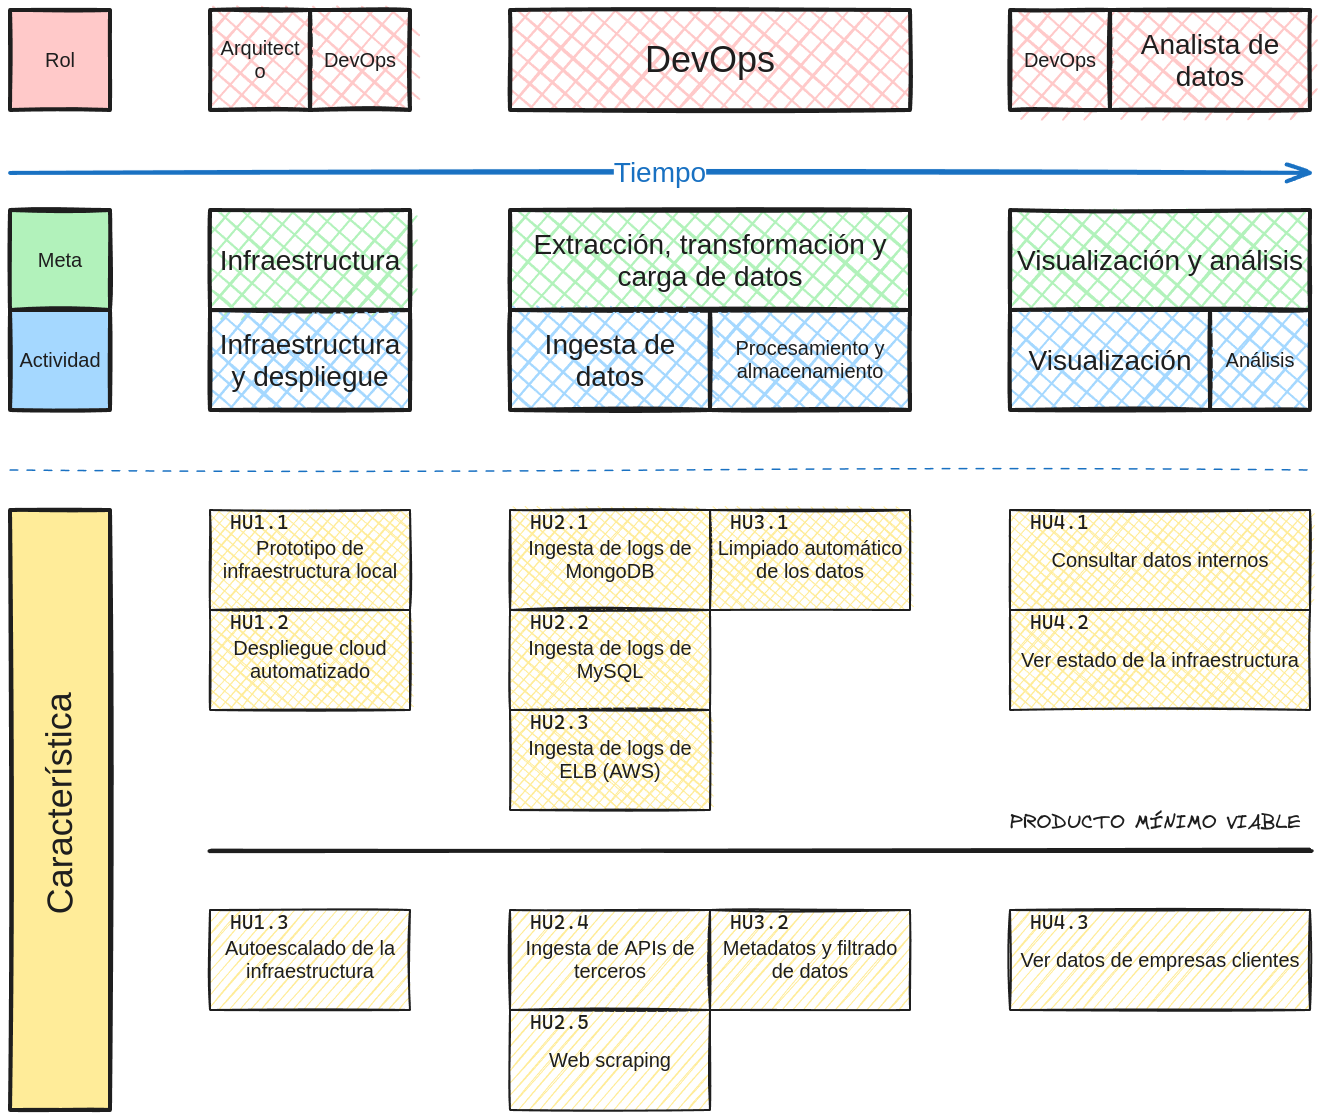 Rol
Arquitect
o
DevOps
DevOps
DevOps
Analista de
datos
Tiempo
Meta
Infraestructura
Extracción, transformación y
carga de datos
Visualización y análisis
Actividad
Infraestructura
y despliegue
Ingesta de
datos
Procesamiento y
almacenamiento
Visualización
Análisis
Característica
HU1.1
Prototipo de
infraestructura local
HU2.1
Ingesta de logs de
MongoDB
HU3.1
Limpiado automático
de los datos
HU4.1
Consultar datos internos
HU1.2
Despliegue cloud
automatizado
HU2.2
Ingesta de logs de
MySQL
HU4.2
Ver estado de la infraestructura
HU2.3
Ingesta de logs de
ELB (AWS)
PRODUCTO MÍNIMO VIABLE
HU1.3
Autoescalado de la
infraestructura
HU2.4
Ingesta de APIs de
terceros
HU3.2
Metadatos y filtrado
de datos
HU4.3
Ver datos de empresas clientes
HU2.5
Web scraping